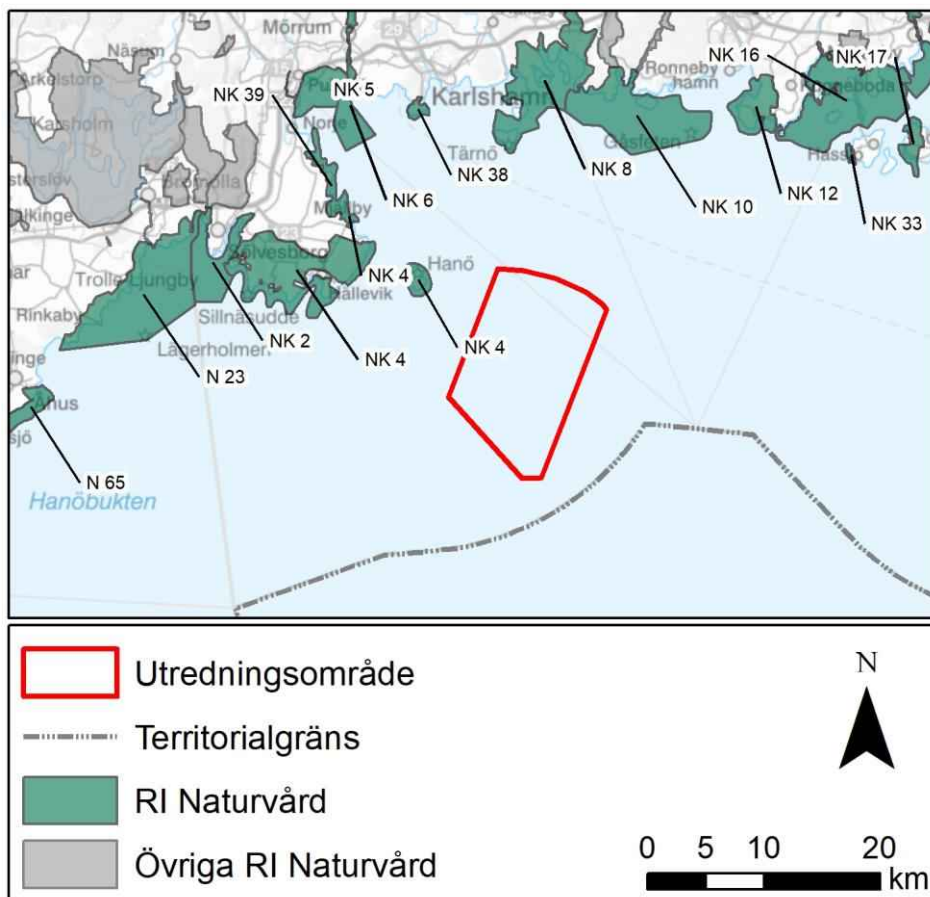 Mörrum
Näsum
Arkelstorp
NK 16
NK 17
Ronneby
hamn
NK 39
NK 5
Karlshamn
Karsholm
Norje
Gåsfeten
Tärnö
Hasslö
NK 8
NK 38
NK 12
Bromölla
NK 6
NK 10
NK 33
Sölvesborg
Trolle Ljungby
NK 4
Hanö
Hällevik
Rinkaby
Sillnäsudde
NK 2
Lägerholmen
NK 4
NK 4
N 23
Åhus
N 65
Hanöbukten
Utredningsområde
N
Territorialgräns
RI Naturvård
Övriga RI Naturvård
0 5 10 20
km